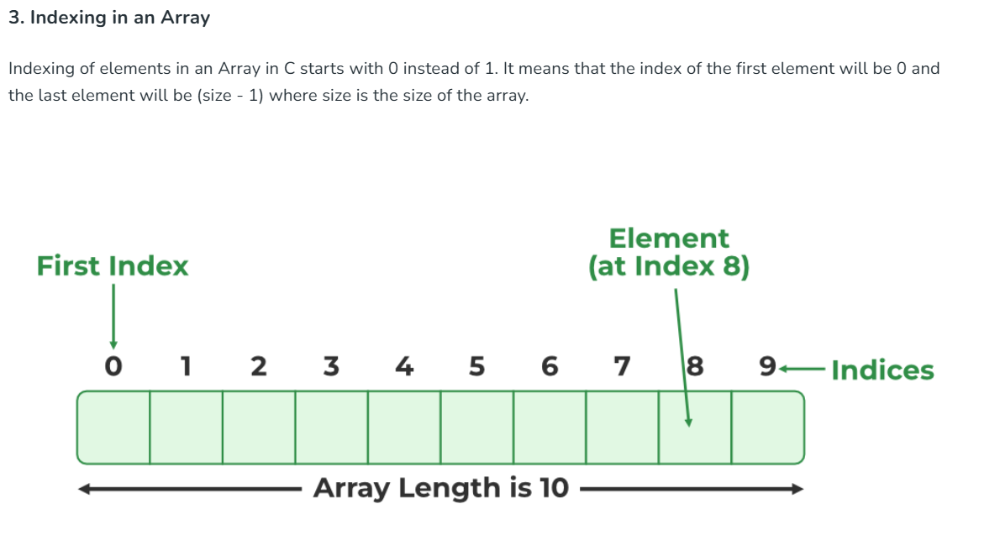 3. Indexing in an Array
Indexing of elements in an Array in C starts with 0 instead of 1. It means that the index of the first element will be 0 and
the last element will be (size - 1) where size is the size of the array.
Element
(at Index 8)
First Index
0 1 2 3 4 5 6 7 8 9 Indices
Array Length is 10